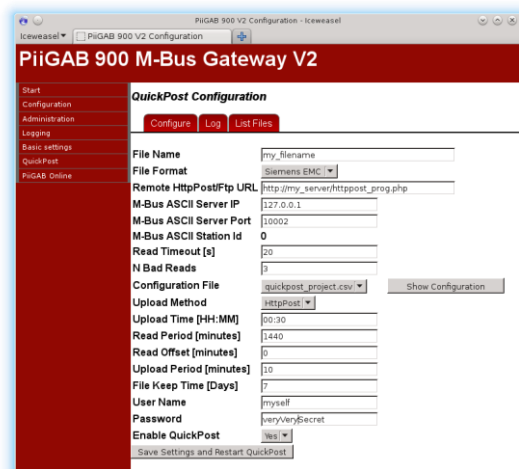 PiiGAB 900 V2 Configuration - Iceweasel
Iceweasel PiiGAB 900 V2 Configuration
PiiGAB 900 M-Bus Gateway V2
Start
Configuration
Administration
Logging
Basic settings
QuickPost
PiiGAB Online
QuickPost Configuration
Configure Log List Files
File Name my_filename
File Format Siemens EMC
Remote HttpPost/Ftp URL http://my_server/httppost_prog.php
M-Bus ASCII Server IP 127.0.0.1
M-Bus ASCII Server Port 10002
M-Bus ASCII Station Id 0
Read Timeout [s] 20
N Bad Reads 3
Configuration File quickpost_project.csv Show Configuration
Upload Method HttpPost
Upload Time [HH:MM] 00:30
Read Period [minutes] 1440
Read Offset [minutes] 0
Upload Period [minutes] 10
File Keep Time [Days] 7
User Name myself
Password veryVerySecret
Enable QuickPost Yes
Save Settings and Restart QuickPost